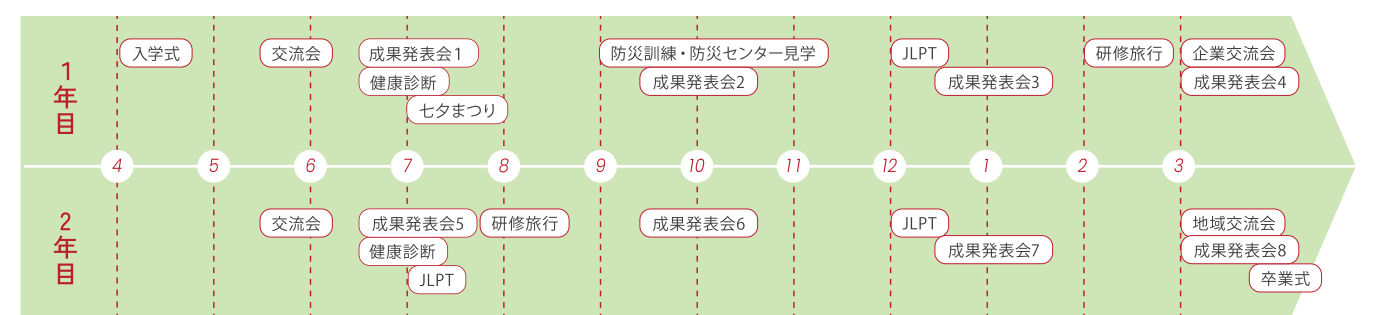 1年目
入学式
交流会
成果発表会1
健康診断
七夕まつり
防災訓練・防災センター見学
成果発表会2
JLPT
成果発表会3
研修旅行
企業交流会
成果発表会4
4 5 6 7 8 9 10 11 12 1 2 3
2年目
交流会
成果発表会5
健康診断
JLPT
研修旅行
成果発表会6
JLPT
成果発表会7
地域交流会
成果発表会8
卒業式